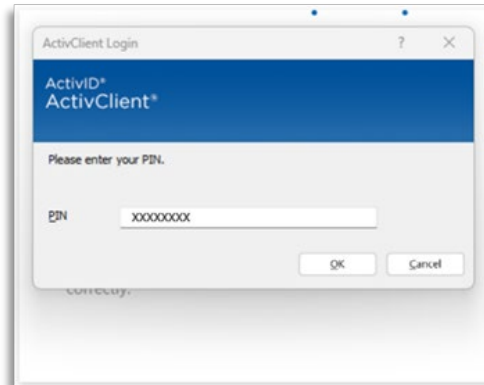 ActivClient Login ? ×
ActivID®
ActivClient®
Please enter your PIN.
PIN XXXXXXXX
OK Cancel
correctly.